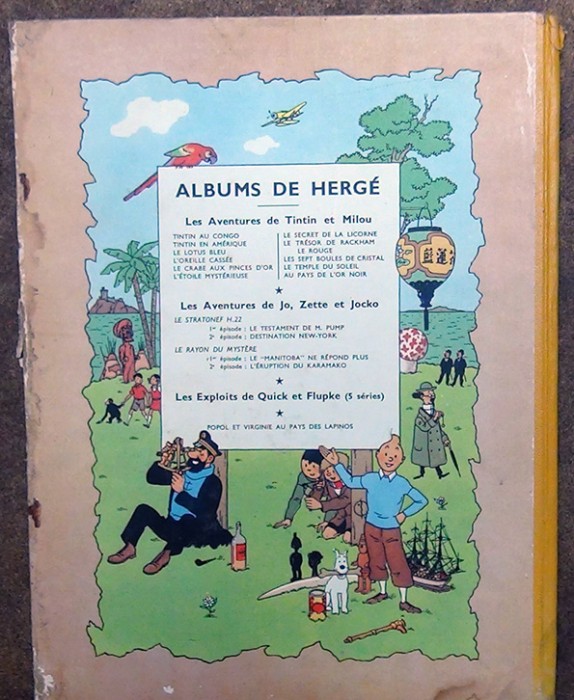 ALBUMS DE HERGÉ
Les Aventures de Tintin et Milou
TINTIN AU CONGO
TINTIN EN AMÉRIQUE
LE LOTUS BLEU
L'OREILLE CASSÉE
LE CRABE AUX PINCES D'OR
L'ÉTOILE MYSTÉRIEUSE
LE SECRET DE LA LICORNE
LE TRÉSOR DE RACKHAM
LE ROUGE
LES SEPT BOULES DE CRISTAL
LE TEMPLE DU SOLEIL
AU PAYS DE L'OR NOIR
Les Aventures de Jo, Zette et Jocko
LE STRATONEF H.22
1er épisode : LE TESTAMENT DE M. PUMP
2e épisode : DESTINATION NEW-YORK
LE RAYON DU MYSTÈRE
1er épisode : LE "MANITOBA" NE RÉPOND PLUS
2e épisode : L'ÉRUPTION DU KARAMAKO
Les Exploits de Quick et Flupke (5 séries)
POPOL ET VIRGINIE AU PAYS DES LAPINOS